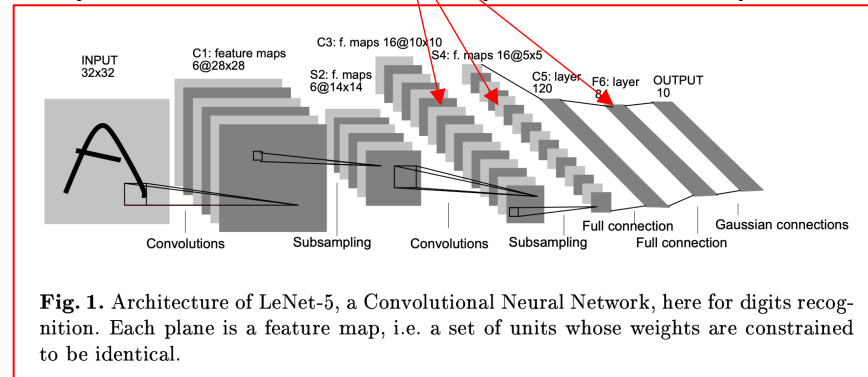 C3: f. maps 16@10x10
C1: feature maps
6@28x28
S4: f. maps 16@5x5
INPUT
32x32
S2: f. maps
6@14x14
C5: layer
120
F6: layer
OUTPUT
10
Convolutions
Subsampling
Convolutions
Subsampling
Full connection
Full connection
Gaussian connections
Fig. 1. Architecture of LeNet-5, a Convolutional Neural Network, here for digits recog-
nition. Each plane is a feature map, i.e. a set of units whose weights are constrained
to be identical.